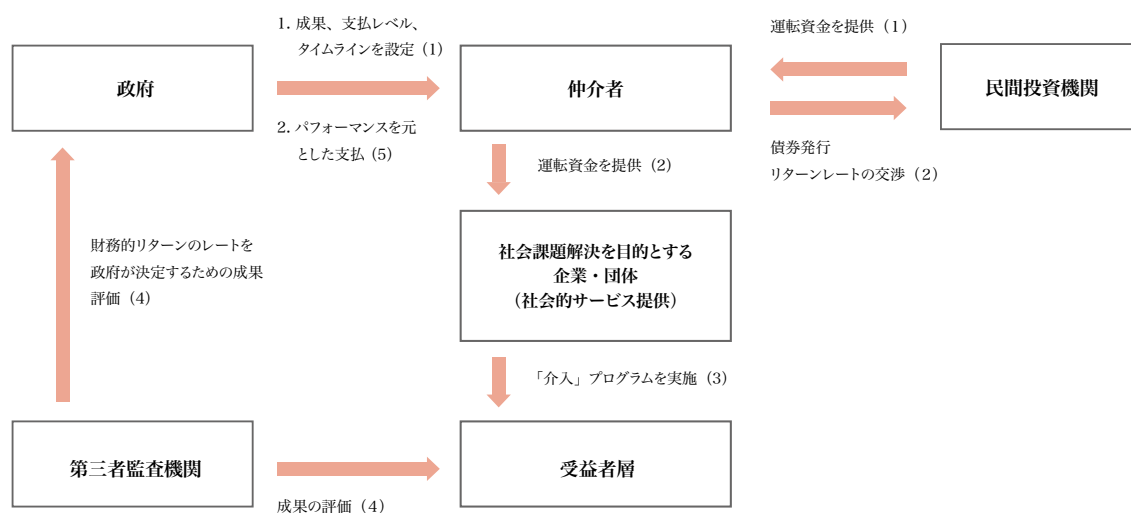 1. 成果、支払レベル、
タイムラインを設定（1）
運転資金を提供（1）
政府
仲介者
民間投資機関
2. パフォーマンスを元
とした支払（5）
債券発行
リターンレートの交渉（2）
運転資金を提供（2）
財務的リターンのレートを
政府が決定するための成果
評価（4）
社会課題解決を目的とする
企業・団体
（社会的サービス提供）
「介入」プログラムを実施（3）
第三者監査機関
受益者層
成果の評価（4）